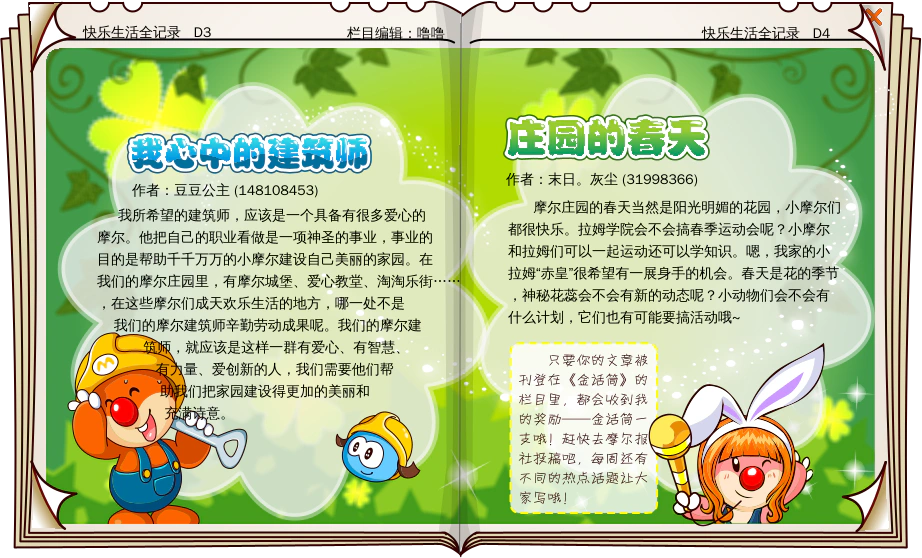 快乐生活全记录 D3
栏目编辑：噜噜
我心中的建筑师
作者：豆豆公主 (148108453)
我所希望的建筑师，应该是一个具备有很多爱心的
摩尔。他把自己的职业看做是一项神圣的事业，事业的
目的是帮助千千万万的小摩尔建设自己美丽的家园。在
我们的摩尔庄园里，有摩尔城堡、爱心教堂、淘淘乐街……
，在这些摩尔们成天欢乐生活的地方，哪一处不是
我们的摩尔建筑师辛勤劳动成果呢。我们的摩尔建
筑师，就应该是这样一群有爱心、有智慧、
有力量、爱创新的人，我们需要他们帮
助我们把家园建设得更加的美丽和
充满诗意。
快乐生活全记录 D4
庄园的春天
作者：末日。灰尘 (31998366)
摩尔庄园的春天当然是阳光明媚的花园，小摩尔们
都很快乐。拉姆学院会不会搞春季运动会呢？小摩尔
和拉姆们可以一起运动还可以学知识。嗯，我家的小
拉姆“赤皇”很希望有一展身手的机会。春天是花的季节
，神秘花蕊会不会有新的动态呢？小动物们会不会有
什么计划，它们也有可能要搞活动哦~
只要你的文章被
刊登在《金话筒》的
栏目里，都会收到我
的奖励——金话筒一
支哦！赶快去摩尔报
社投稿吧，每周还有
不同的热点话题让大
家写哦！